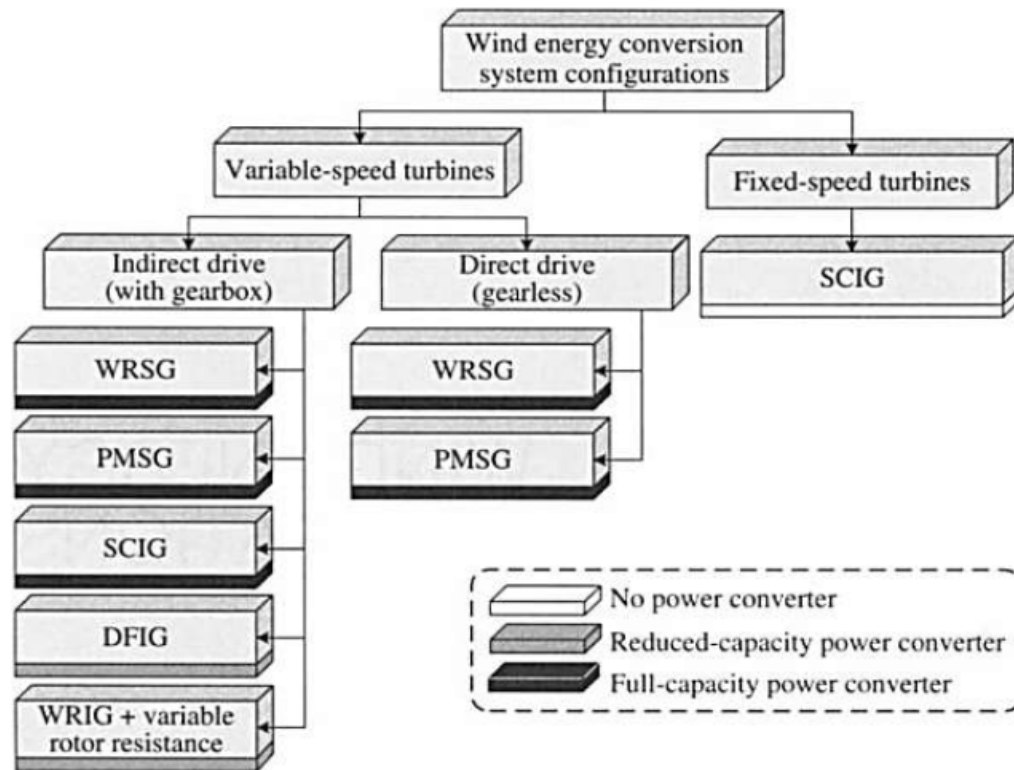 Wind energy conversion
system configurations
Variable-speed turbines
Fixed-speed turbines
Indirect drive
(with gearbox)
Direct drive
(gearless)
SCIG
WRSG
WRSG
PMSG
PMSG
SCIG
DFIG
WRIG + variable
rotor resistance
No power converter
Reduced-capacity power converter
Full-capacity power converter